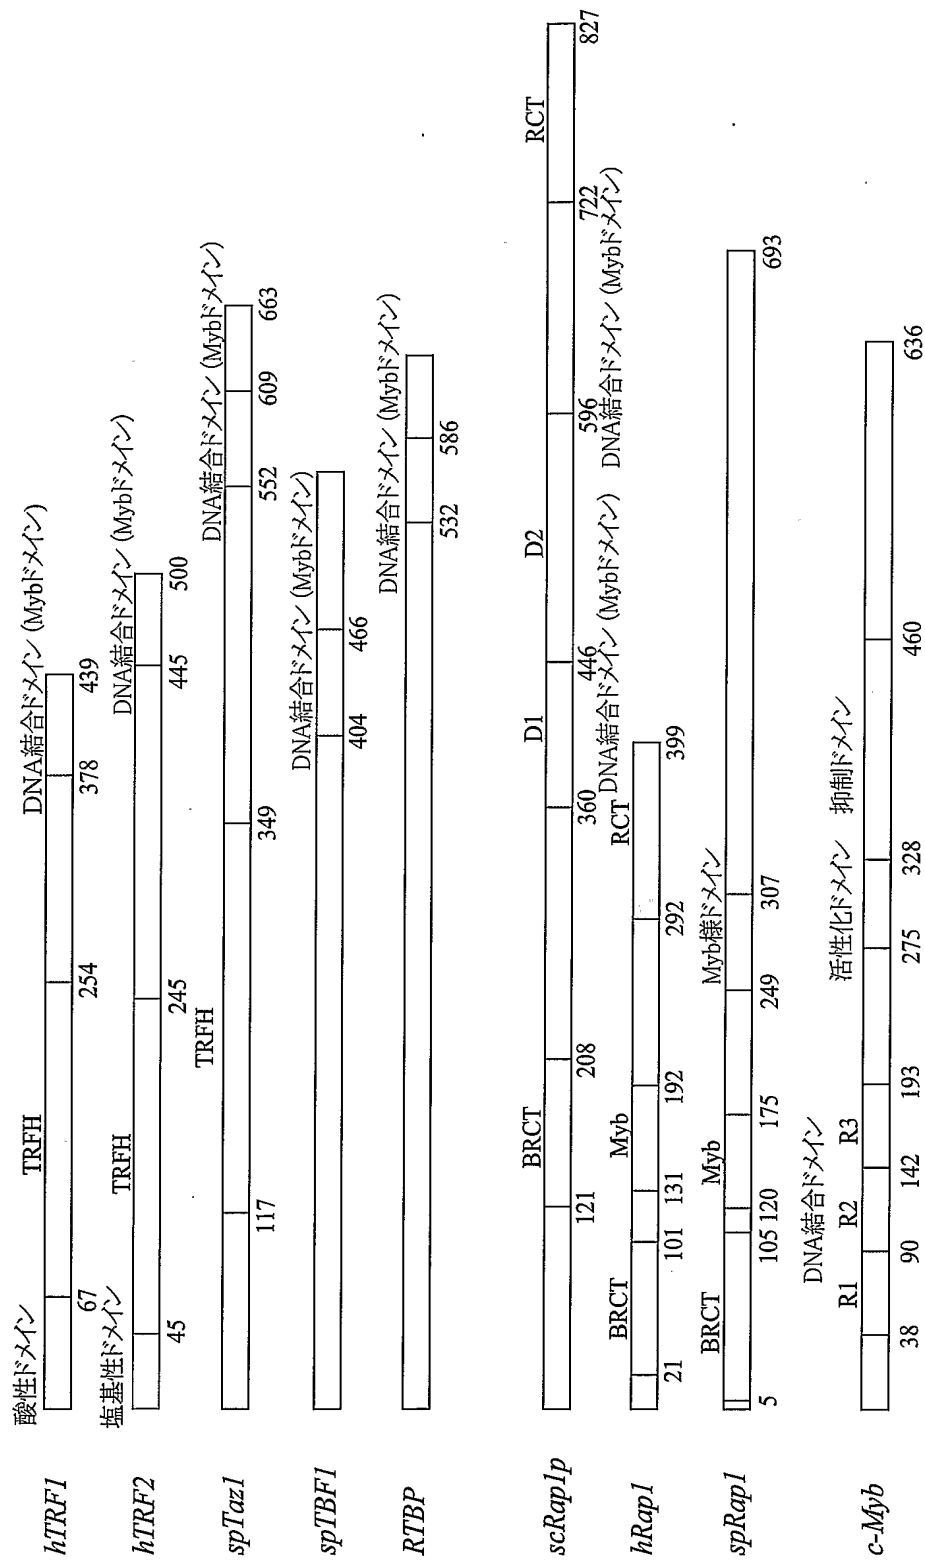 hTRF1
酸性ドメイン TRFH DNA結合ドメイン (Mybドメイン)
67 254 378 439
hTRF2
塩基性ドメイン TRFH DNA結合ドメイン (Mybドメイン)
45 245 445 500
spTaz1
TRFH DNA結合ドメイン (Mybドメイン)
117 349 552 609 663
spTBF1
DNA結合ドメイン (Mybドメイン)
404 466
RTBP
DNA結合ドメイン (Mybドメイン)
532 586
scRap1p
BRCT D1 D2 RCT
121 208 360 446 596 722 827
DNA結合ドメイン (Mybドメイン) DNA結合ドメイン (Mybドメイン)
hRap1
BRCT Myb RCT
21 101 131 192 292 399
spRap1
BRCT Myb Myb様ドメイン
5 105 120 175 249 307 693
c-Myb
DNA結合ドメイン
R1 R2 R3 活性化ドメイン 抑制ドメイン
38 90 142 193 275 328 460 636